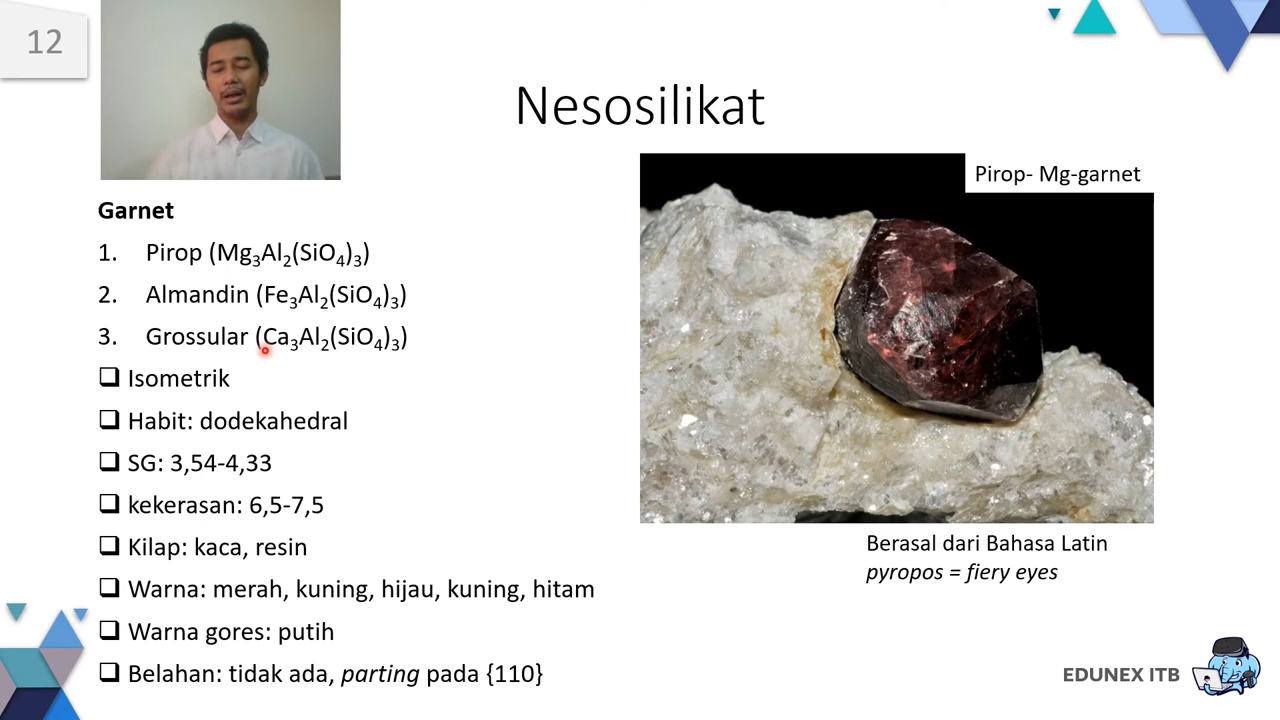 12
Nesosilikat
Pirop- Mg-garnet
Garnet
1. Pirop (Mg₃Al₂(SiO₄)₃)
2. Almandin (Fe₃Al₂(SiO₄)₃)
3. Grossular (Ca₃Al₂(SiO₄)₃)
❑ Isometrik
❑ Habit: dodekahedral
❑ SG: 3,54-4,33
❑ kekerasan: 6,5-7,5
❑ Kilap: kaca, resin
❑ Warna: merah, kuning, hijau, kuning, hitam
❑ Warna gores: putih
❑ Belahan: tidak ada, parting pada {110}
Berasal dari Bahasa Latin
pyropos = fiery eyes
EDUNEX ITB